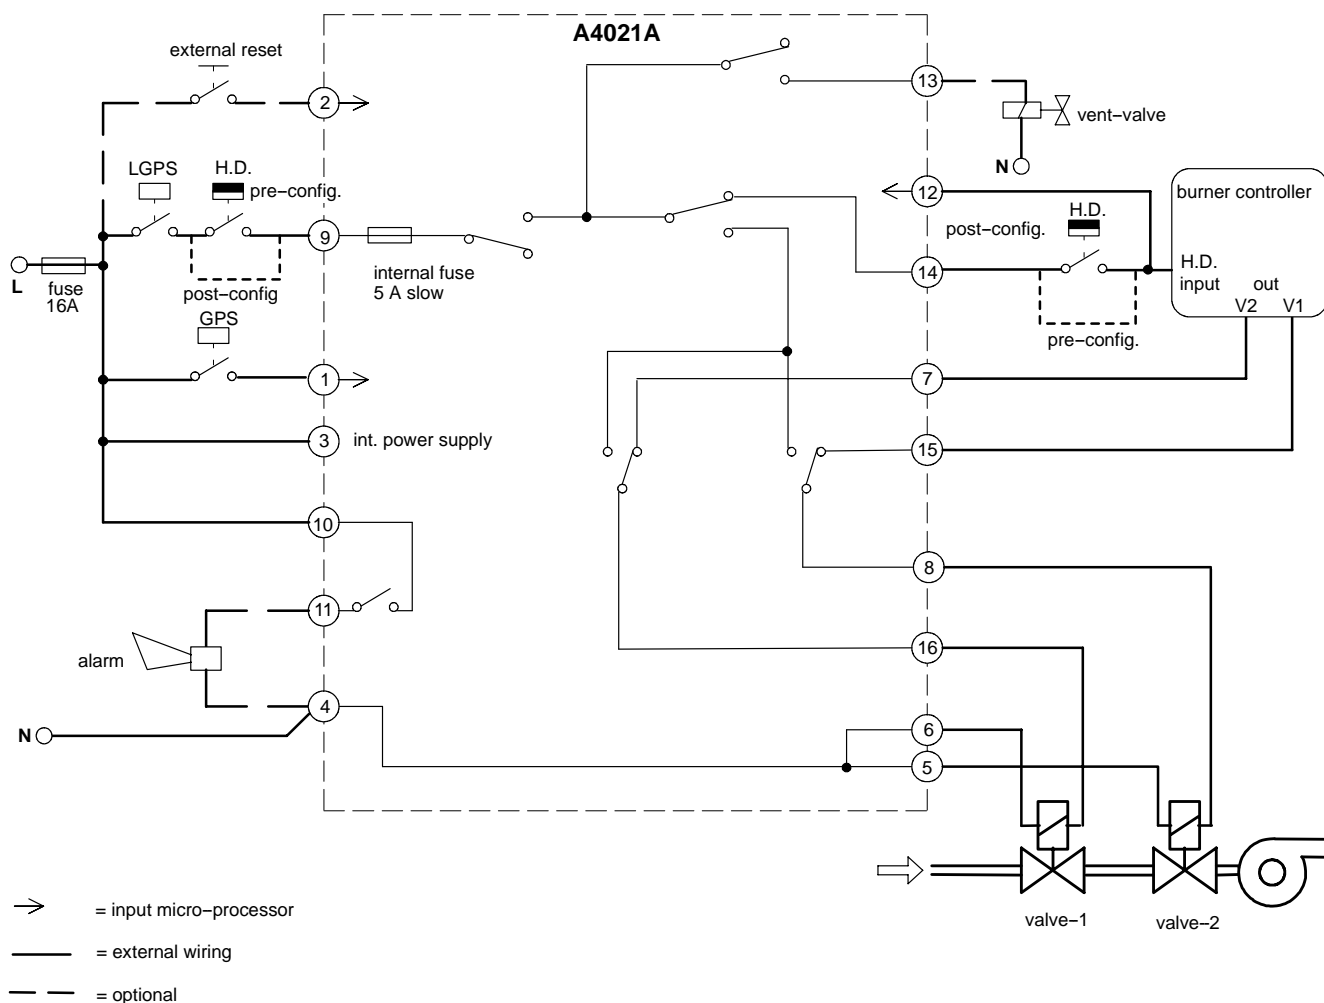 A4021A
external reset
2
13
vent-valve
N
LGPS
H.D.
pre-config.
12
burner controller
H.D.
post-config.
9
14
H.D.
input
out
V2
V1
L
fuse
16A
internal fuse
5 A slow
post-config
GPS
pre-config.
1
7
3
int. power supply
15
10
8
11
alarm
16
4
N
6
5
valve-1
valve-2
= input micro-processor
= external wiring
= optional